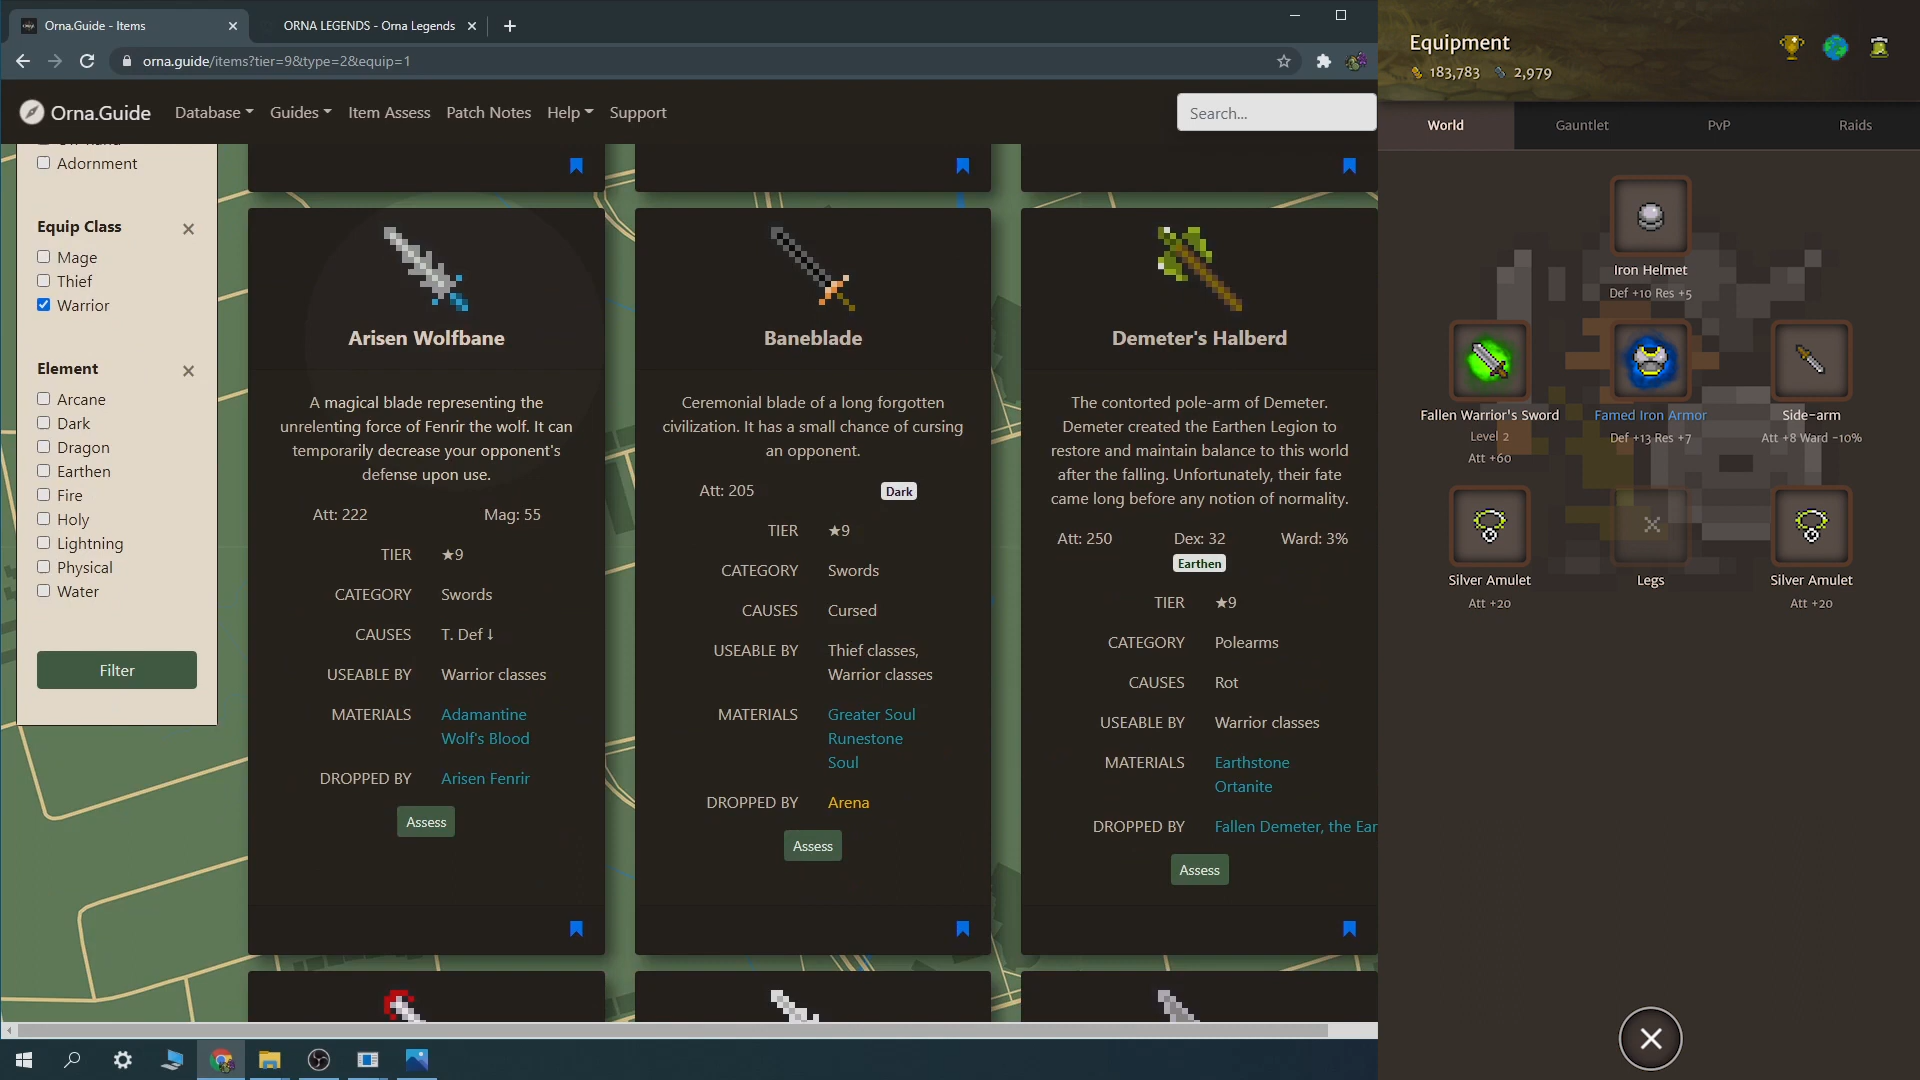 Orna.Guide - Items
ORNA LEGENDS - Orna Legends
orna.guide/items?tier=9&type=2&equip=1
Orna.Guide
Database
Guides
Item Assess
Patch Notes
Help
Support
Search...
Adornment
Equip Class
Mage
Thief
Warrior
Element
Arcane
Dark
Dragon
Earthen
Fire
Holy
Lightning
Physical
Water
Filter
Arisen Wolfbane
A magical blade representing the
unrelenting force of Fenrir the wolf. It can
temporarily decrease your opponent's
defense upon use.
Att: 222 Mag: 55
TIER ★9
CATEGORY Swords
CAUSES T. Def ↓
USEABLE BY Warrior classes
MATERIALS Adamantine
Wolf's Blood
DROPPED BY Arisen Fenrir
Assess
Baneblade
Ceremonial blade of a long forgotten
civilization. It has a small chance of cursing
an opponent.
Att: 205 Dark
TIER ★9
CATEGORY Swords
CAUSES Cursed
USEABLE BY Thief classes,
Warrior classes
MATERIALS Greater Soul
Runestone
Soul
DROPPED BY Arena
Assess
Demeter's Halberd
The contorted pole-arm of Demeter.
Demeter created the Earthen Legion to
restore and maintain balance to this world
after the falling. Unfortunately, their fate
came long before any notion of normality.
Att: 250 Dex: 32 Ward: 3%
Earthen
TIER ★9
CATEGORY Polearms
CAUSES Rot
USEABLE BY Warrior classes
MATERIALS Earthstone
Ortanite
DROPPED BY Fallen Demeter, the Ear
Assess
Equipment
183,783 2,979
World
Gauntlet
PvP
Raids
Iron Helmet
Def +10 Res +5
Fallen Warrior's Sword
Level 2
Att +60
Famed Iron Armor
Def +13 Res +7
Side-arm
Att +8 Ward -10%
Silver Amulet
Att +20
Legs
Silver Amulet
Att +20